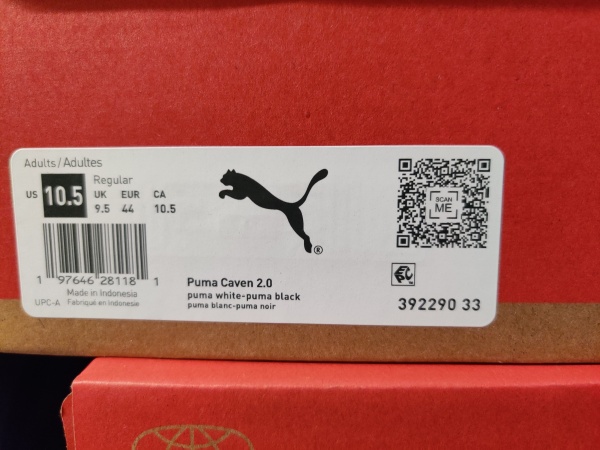 Adults/Adultes
Regular
US 10.5 UK EUR CA
9.5 44 10.5
SCAN
ME
®
1 97646 28118 1
Made in Indonesia
UPC-A Fabriqué en Indonésie
Puma Caven 2.0
puma white-puma black
puma blanc-puma noir
392290 33